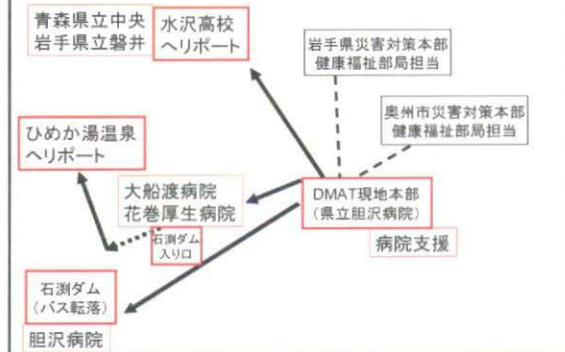 青森県立中央
岩手県立磐井
水沢高校
ヘリポート
岩手県災害対策本部
健康福祉部局担当
奥州市災害対策本部
健康福祉部局担当
ひめか湯温泉
ヘリポート
大船渡病院
花巻厚生病院
DMAT現地本部
(県立胆沢病院)
石渕ダム
入り口
病院支援
石渕ダム
(バス転落)
胆沢病院